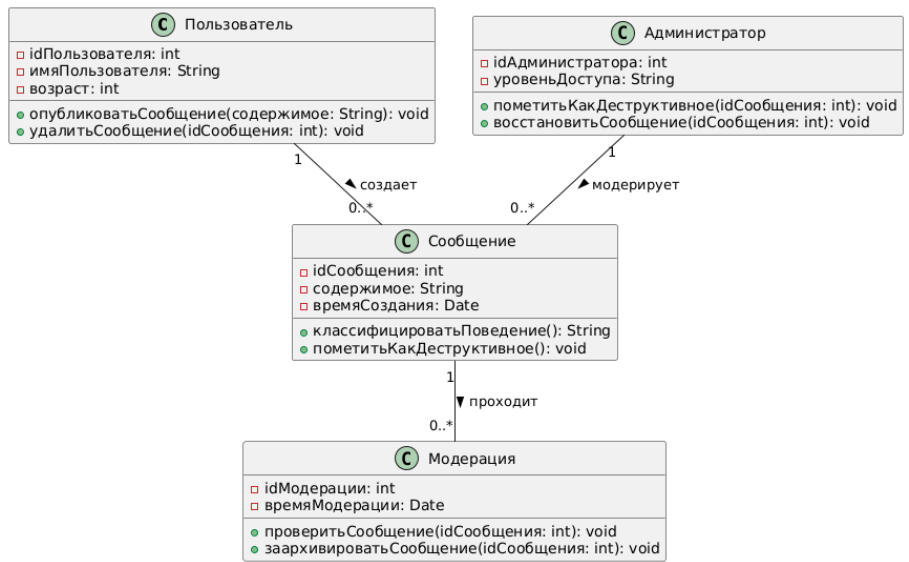 C Пользователь
idПользователя: int
имяПользователя: String
возраст: int
опубликоватьСообщение(содержимое: String): void
удалитьСообщение(idСообщения: int): void
C Администратор
idАдминистратора: int
уровеньДоступа: String
пометитьКакДеструктивное(idСообщения: int): void
восстановитьСообщение(idСообщения: int): void
1
создает
0..*
1
модерирует
0..*
C Сообщение
idСообщения: int
содержимое: String
времяСоздания: Date
классифицироватьПоведение(): String
пометитьКакДеструктивное(): void
1
проходит
0..*
C Модерация
idМодерации: int
времяМодерации: Date
проверитьСообщение(idСообщения: int): void
заархивироватьСообщение(idСообщения: int): void